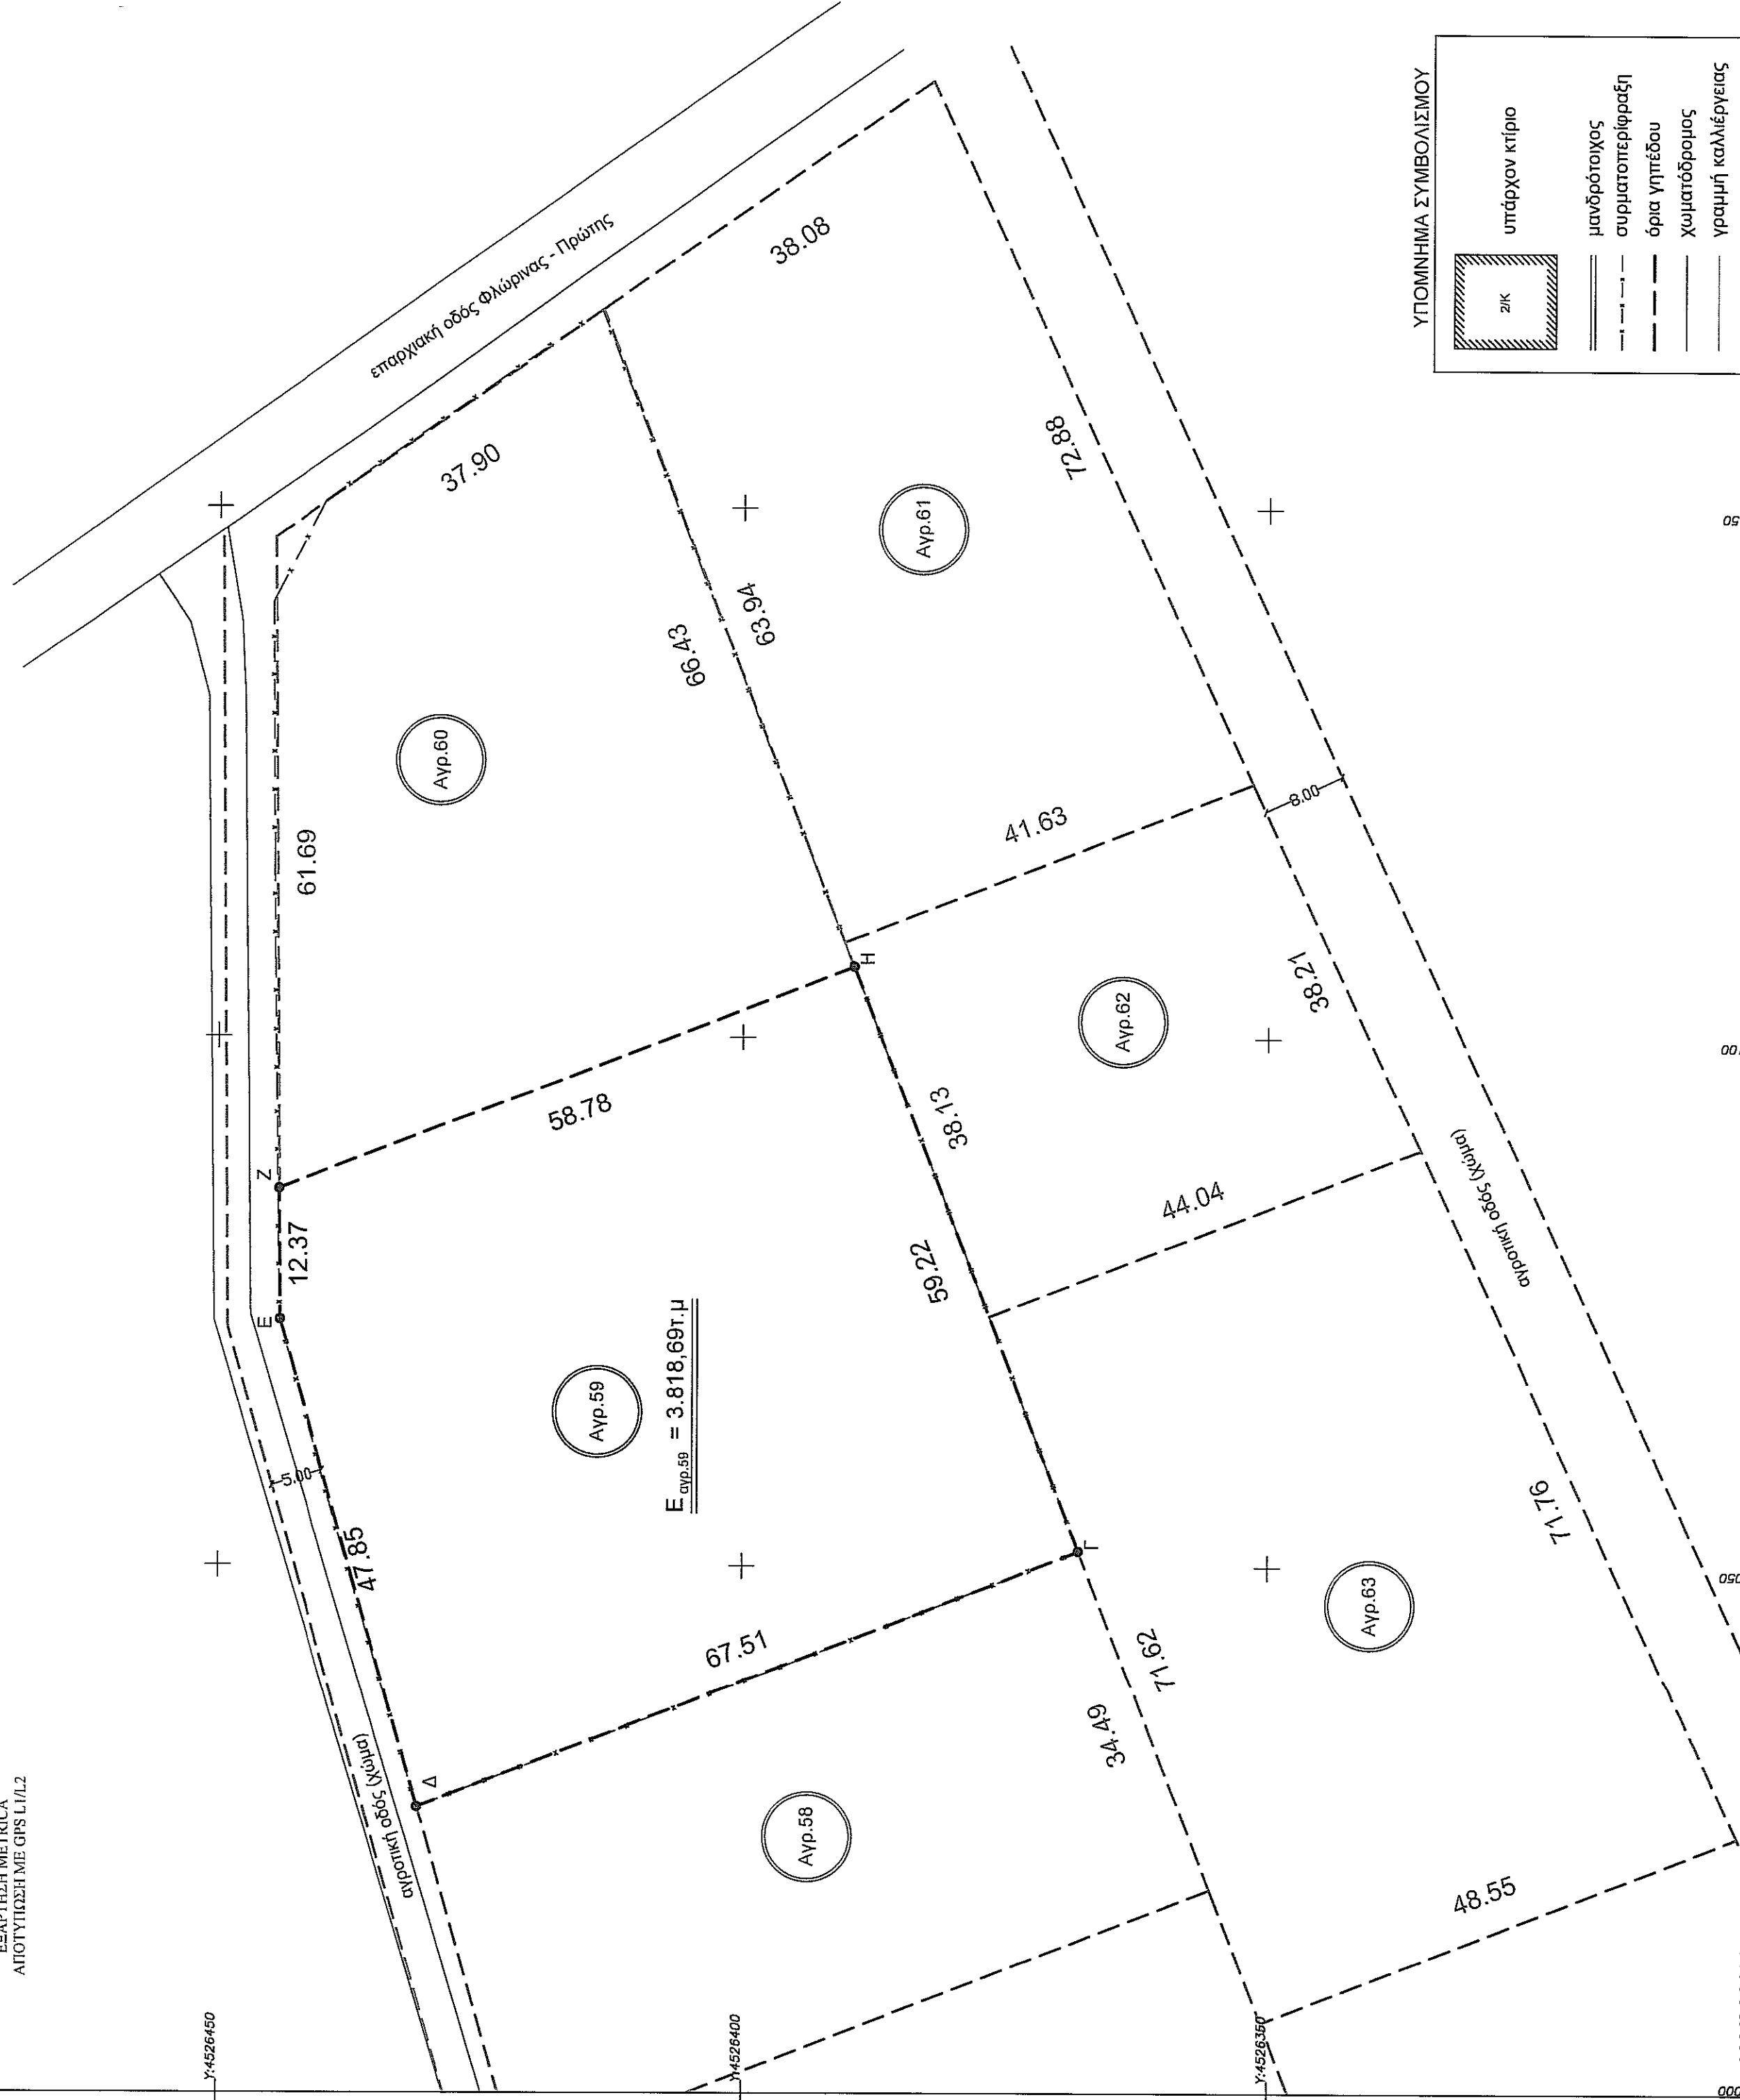 ΑΠΟΤΥΠΩΣΗ ΜΕ GPS L1/L2
Υ:4526450
Υ:4526400
Υ:4526350
επαρχιακή οδός Φλώρινας - Πρώτης
αγροτική οδός (Χώμα)
5.00
47.85
Δ
Ε
12.37
Ζ
61.69
37.90
38.08
Αγρ.60
66.43
63.94
Αγρ.61
72.88
58.78
Η
41.63
8.00
Αγρ.59
Εαγρ.59 = 3.818,69τ.μ
59.22
38.13
Αγρ.62
38.21
44.04
67.51
Γ
Αγρ.58
34.49
71.62
Αγρ.63
71.76
48.55
αγροτική οδός (Χώμα)
ΥΠΟΜΝΗΜΑ ΣΥΜΒΟΛΙΣΜΟΥ
2/Κ
υπάρχον κτίριο
μανδρότοιχος
συρματοπερίφραξη
όρια γηπέδου
χωματόδρομος
γραμμή καλλιέργειας